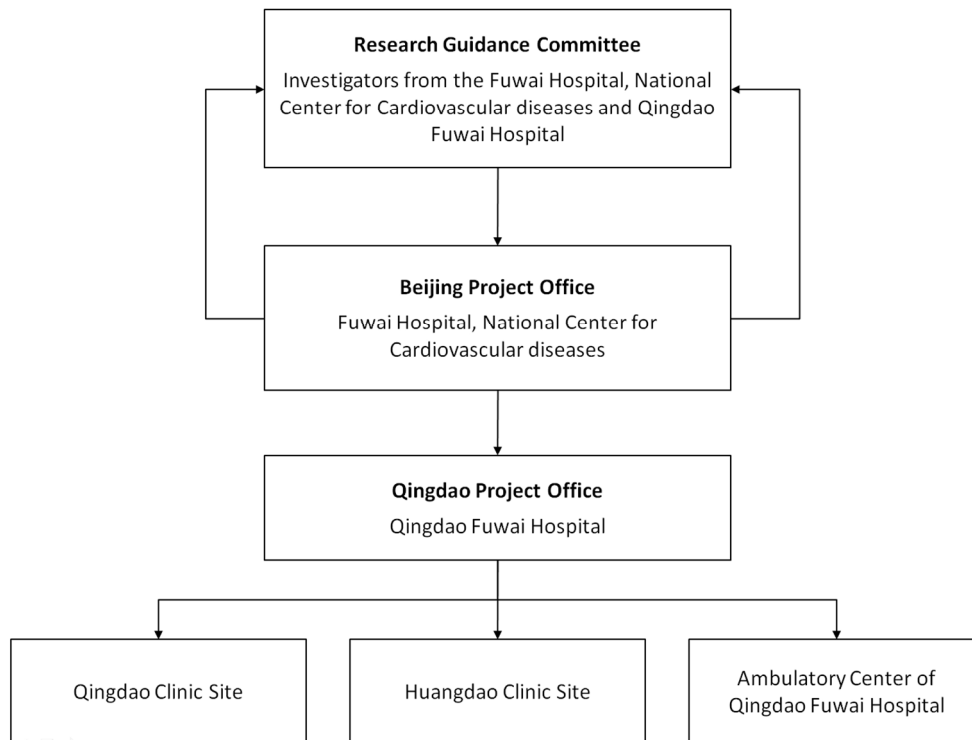 Research Guidance Committee
Investigators from the Fuwai Hospital, National
Center for Cardiovascular diseases and Qingdao
Fuwai Hospital
Beijing Project Office
Fuwai Hospital, National Center for
Cardiovascular diseases
Qingdao Project Office
Qingdao Fuwai Hospital
Qingdao Clinic Site
Huangdao Clinic Site
Ambulatory Center of
Qingdao Fuwai Hospital